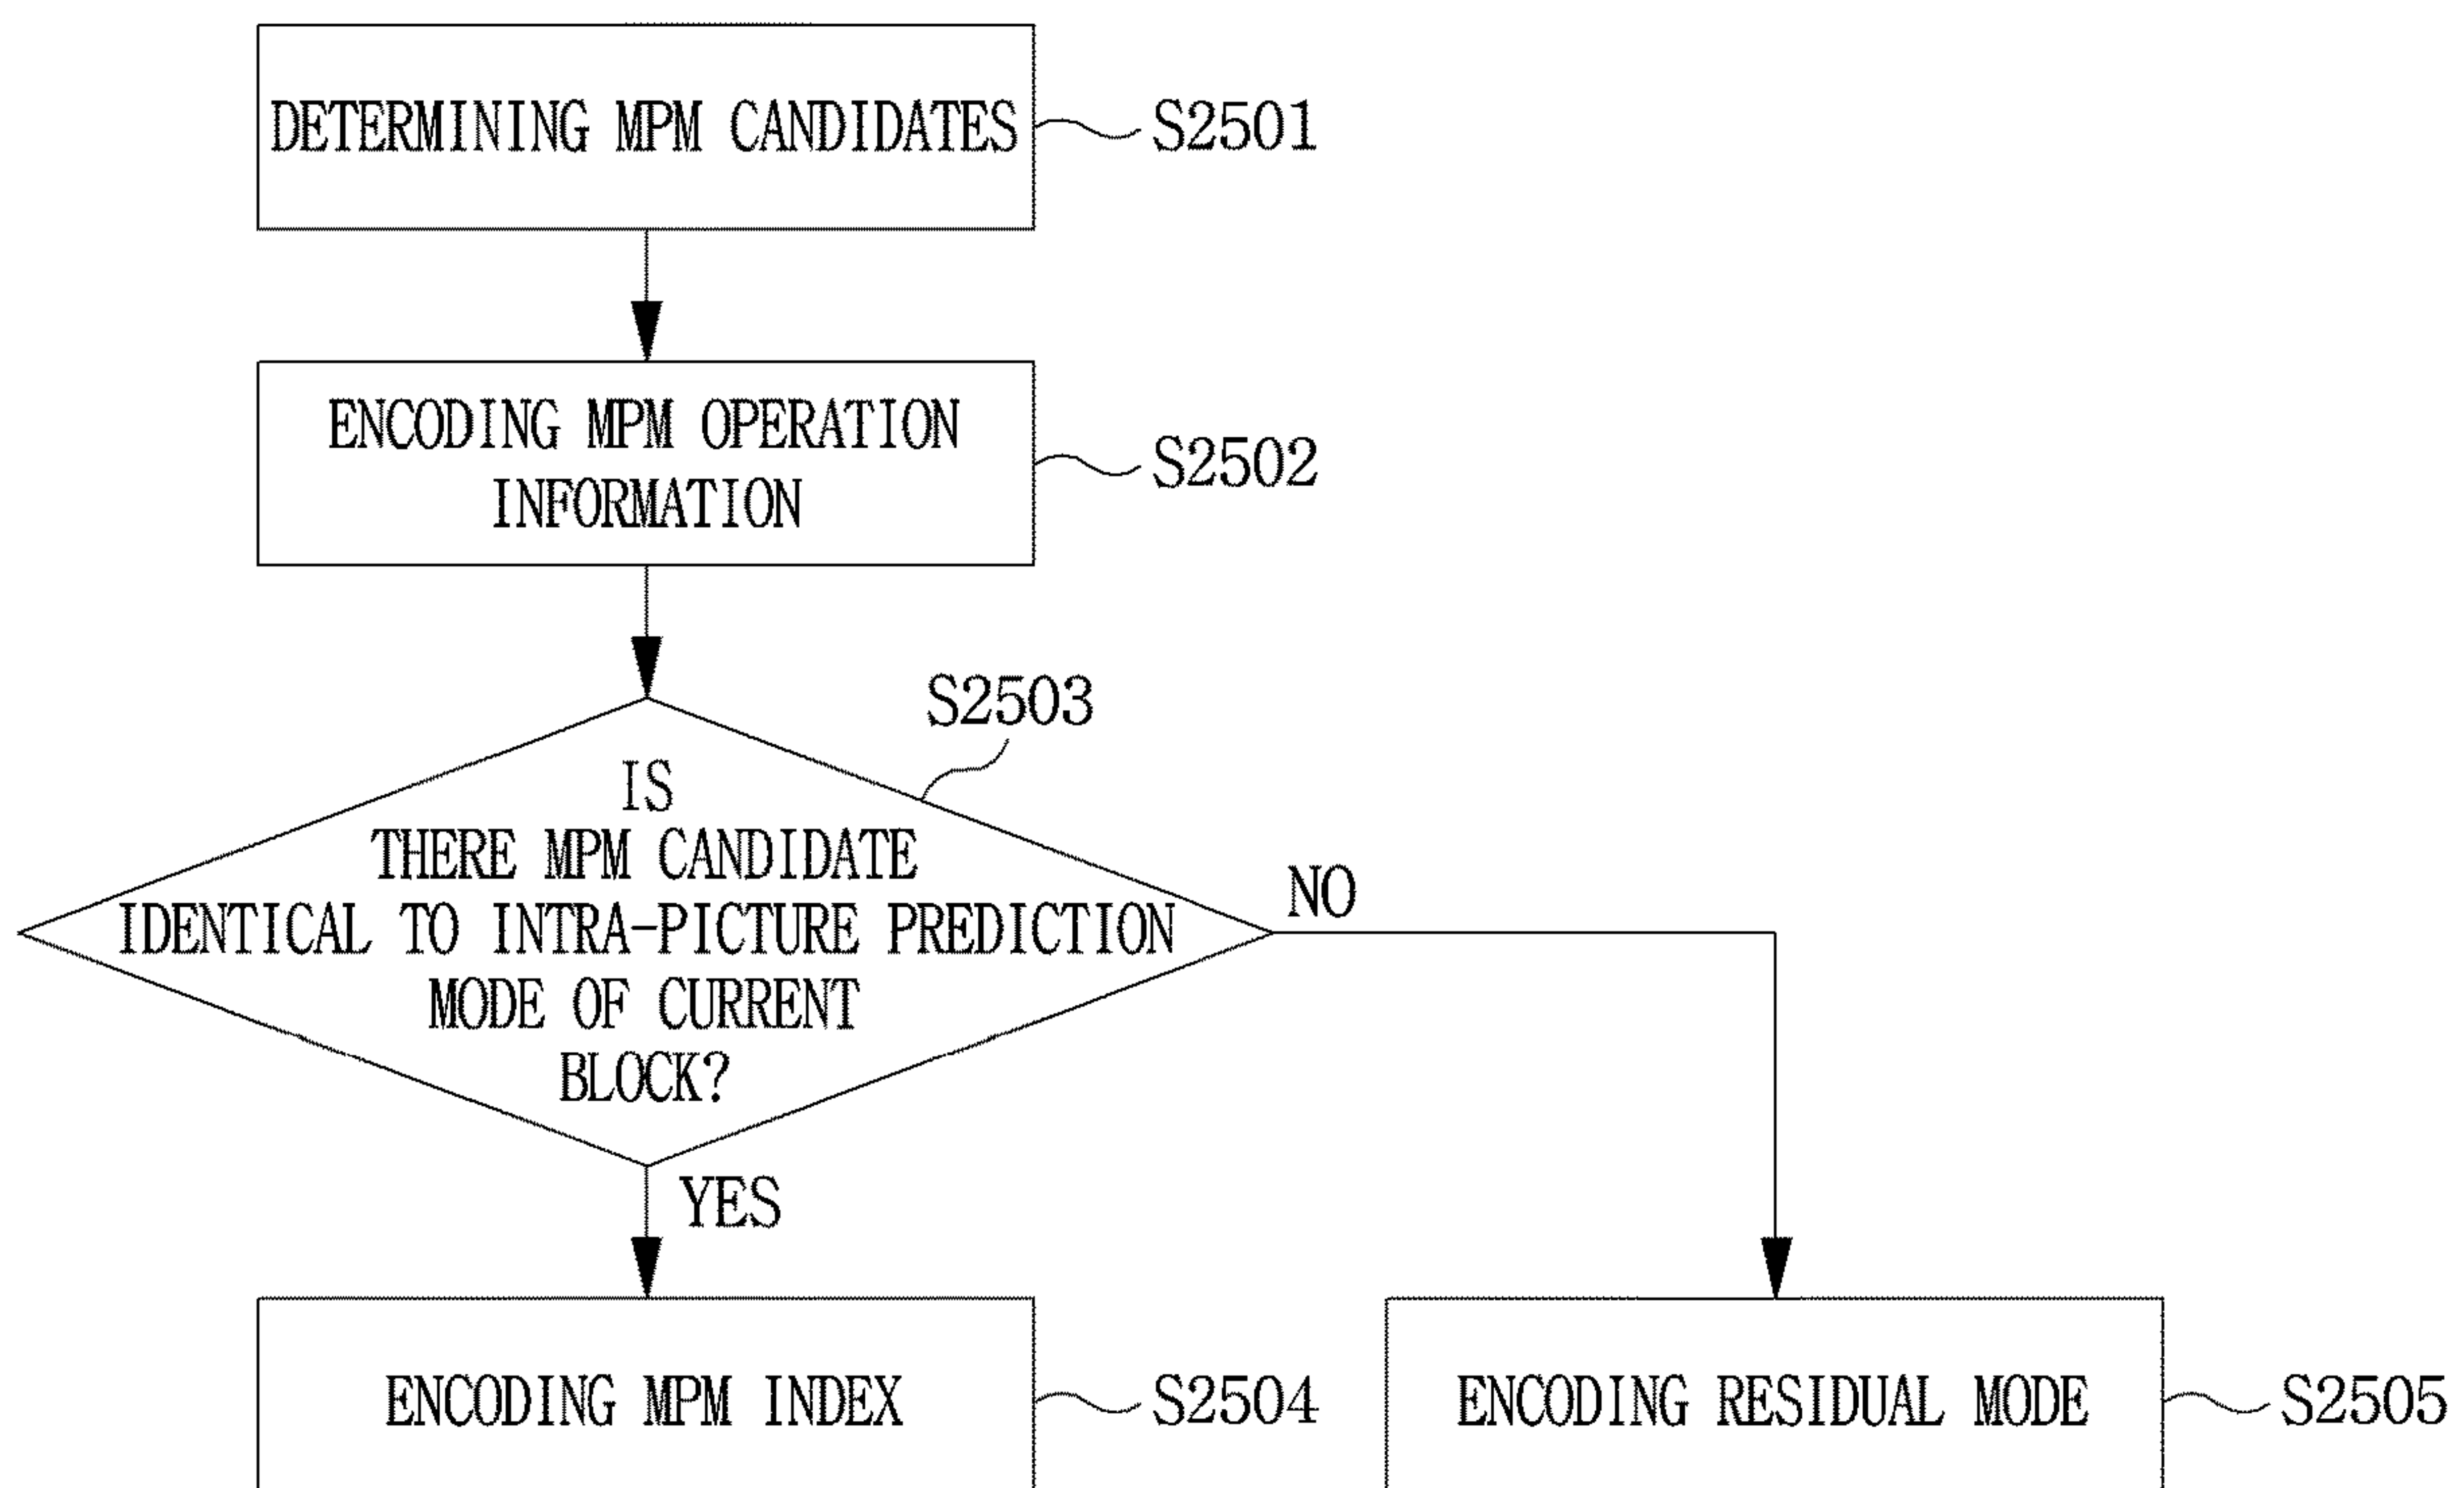 DETERMINING MPM CANDIDATES
S2501
ENCODING MPM OPERATION
INFORMATION
S2502
S2503
IS
THERE MPM CANDIDATE
IDENTICAL TO INTRA-PICTURE PREDICTION
MODE OF CURRENT
BLOCK?
NO
YES
ENCODING MPM INDEX
S2504
ENCODING RESIDUAL MODE
S2505